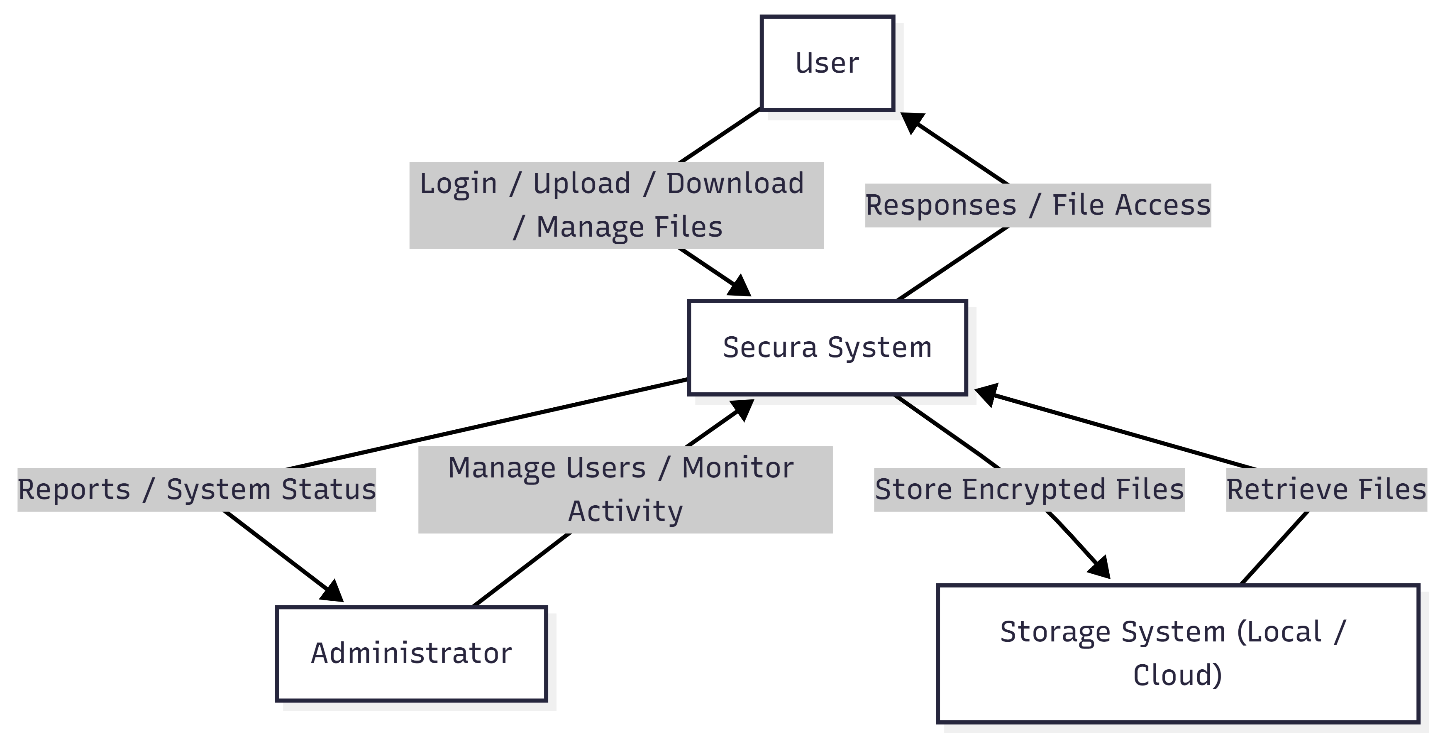 User
Login / Upload / Download
/ Manage Files
Responses / File Access
Secura System
Reports / System Status
Manage Users / Monitor
Activity
Store Encrypted Files
Retrieve Files
Administrator
Storage System (Local /
Cloud)